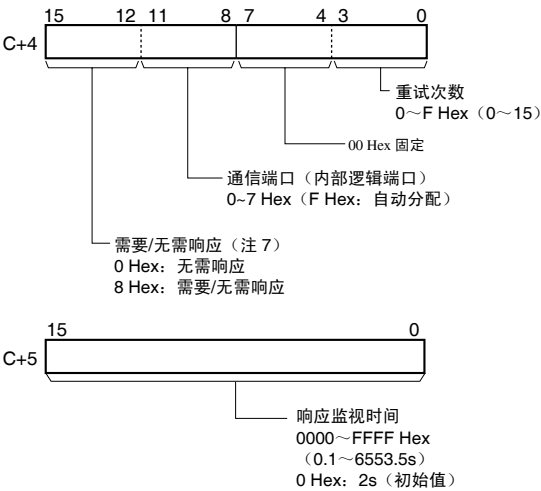 15 12 11 8 7 4 3 0
C+4
重试次数
0～F Hex（0～15）
00 Hex 固定
通信端口（内部逻辑端口）
0~7 Hex（F Hex：自动分配）
需要/无需响应（注 7）
0 Hex：无需响应
8 Hex：需要/无需响应
15 0
C+5
响应监视时间
0000～FFFF Hex
（0.1～6553.5s）
0 Hex：2s（初始值）